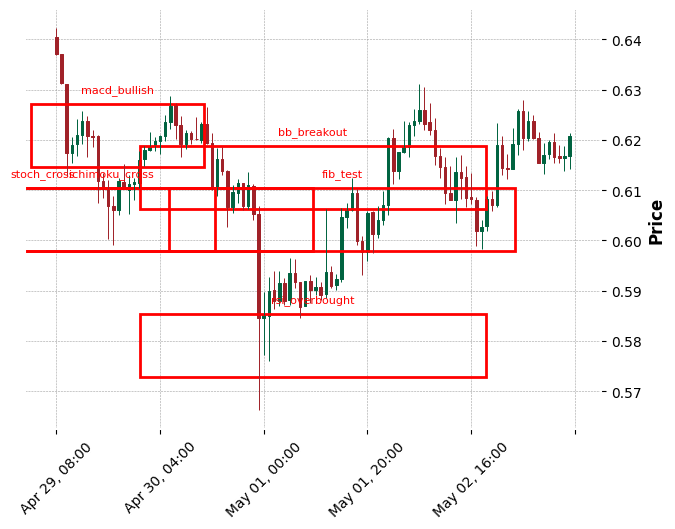 0.64
0.63
macd_bullish
0.62
bb_breakout
stoch_cross
ichimoku_cross
fib_test
0.61
0.60
Price
0.59
rsi_overbought
0.58
0.57
Apr 29, 08:00
Apr 30, 04:00
May 01, 00:00
May 01, 20:00
May 02, 16:00